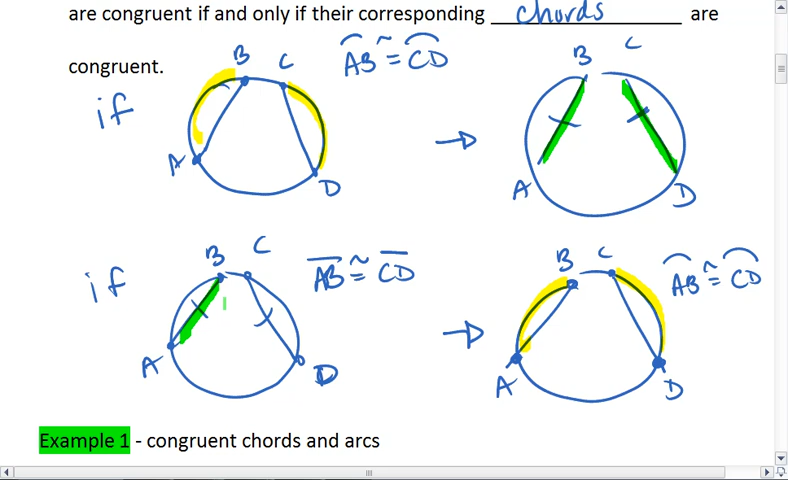 are congruent if and only if their corresponding chords are
congruent.
if
B C
A D
AB ≅ CD
→
B C
A D
if
B C
A D
AB ≅ CD
→
B C
A D
AB ≅ CD
Example 1 - congruent chords and arcs